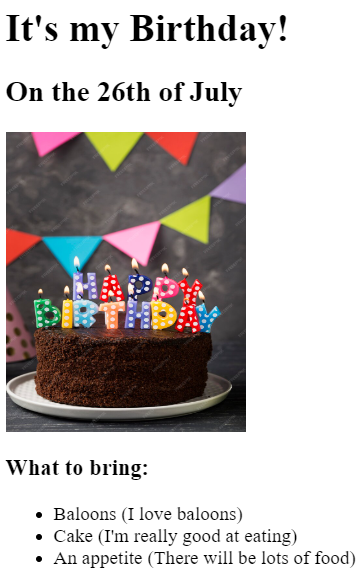 It's my Birthday!
On the 26th of July
HAPPY
BIRTHDAY
What to bring:
Baloons (I love baloons)
Cake (I'm really good at eating)
An appetite (There will be lots of food)